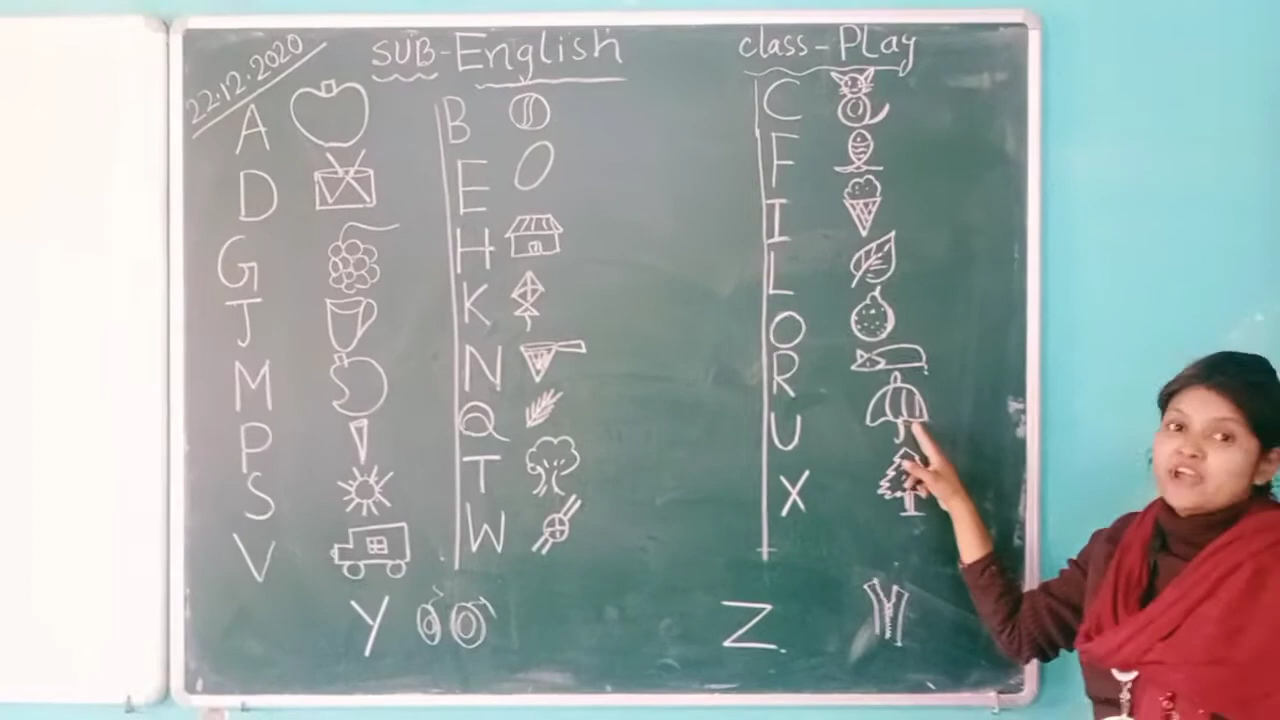 22.12.2020
SUB-English
class-Play
A B C
D E F
G H I
J K L
M N O
P Q R
S T U
V W X
Y Z